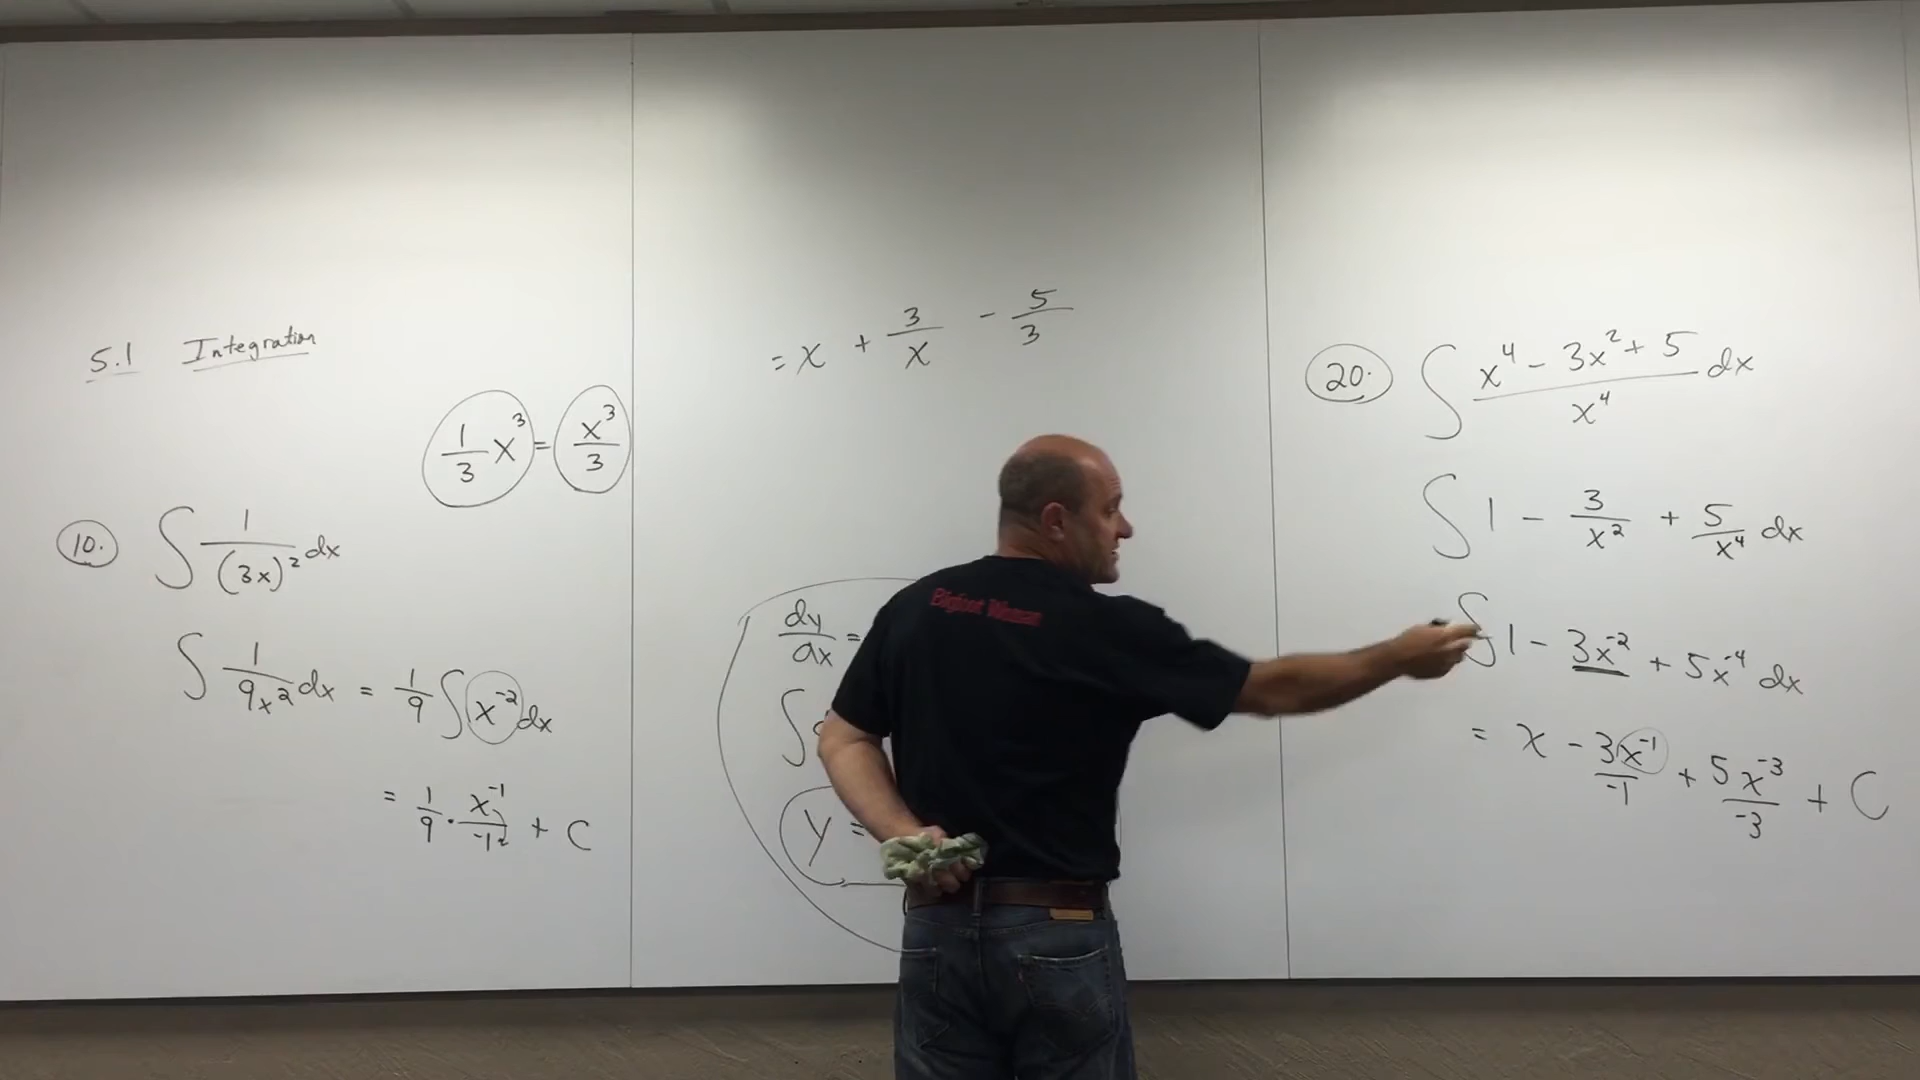 5.1 Integration
1/3 x^3 = x^3/3
10. ∫ 1/(3x)^2 dx
∫ 1/9x^2 dx = 1/9 ∫ x^-2 dx
= 1/9 · x^-1/-1 + C
= x + 3/x - 5/3
dy/dx =
∫
y =
20. ∫ x^4 - 3x^2 + 5/x^4 dx
∫ 1 - 3/x^2 + 5/x^4 dx
∫ 1 - 3x^-2 + 5x^-4 dx
= x - 3x^-1/-1 + 5x^-3/-3 + C
Bigfoot